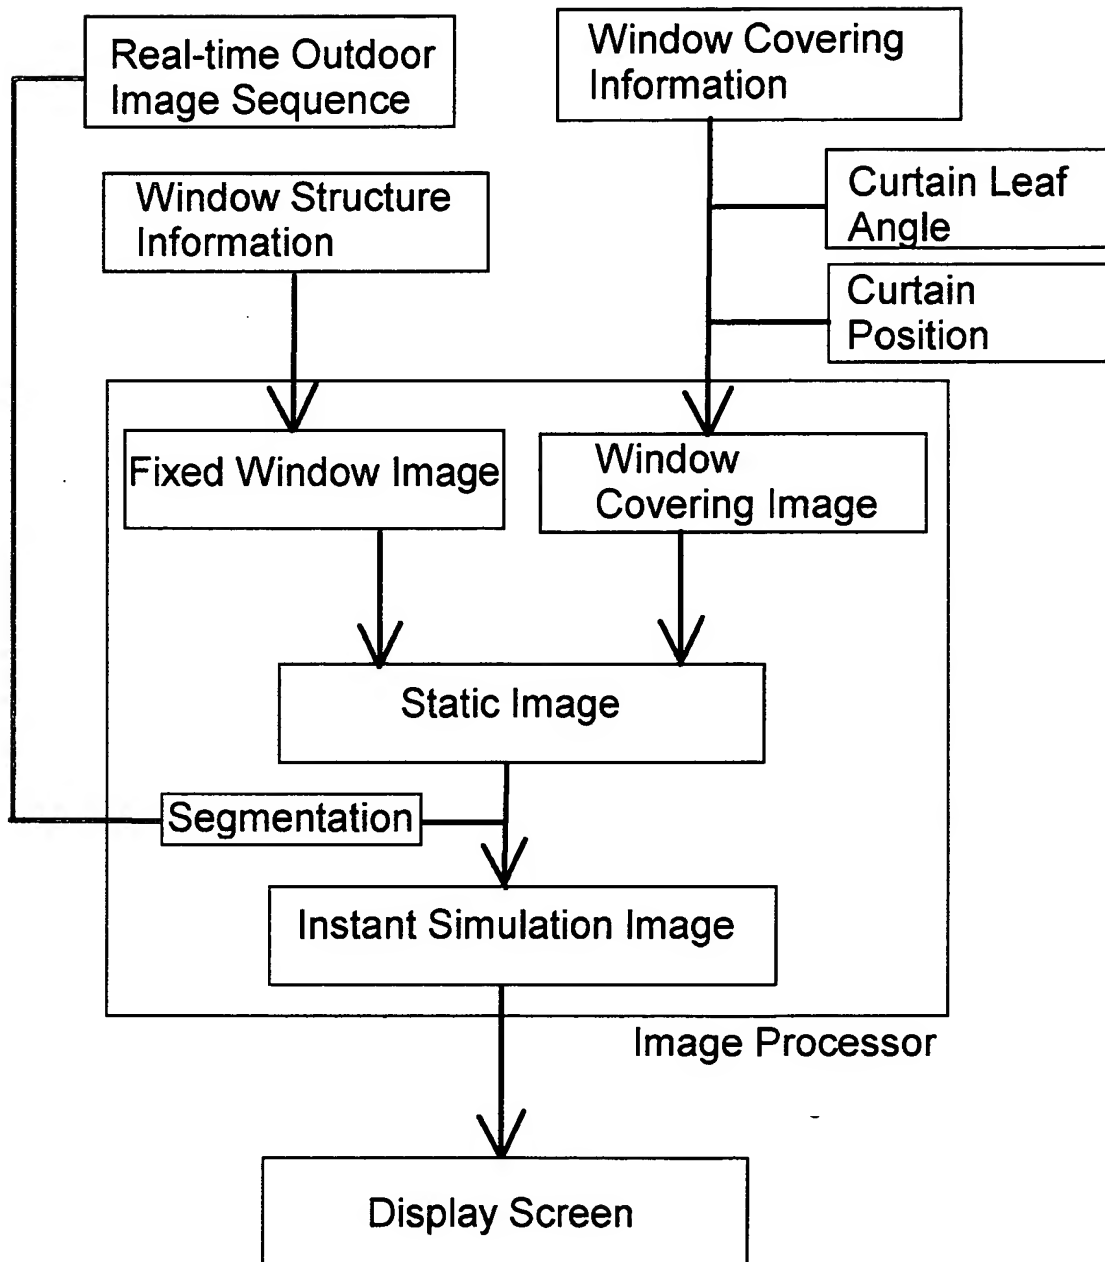 Real-time Outdoor
Image Sequence
Window Covering
Information
Window Structure
Information
Curtain Leaf
Angle
Curtain
Position
Fixed Window Image
Window
Covering Image
Static Image
Segmentation
Instant Simulation Image
Image Processor
Display Screen